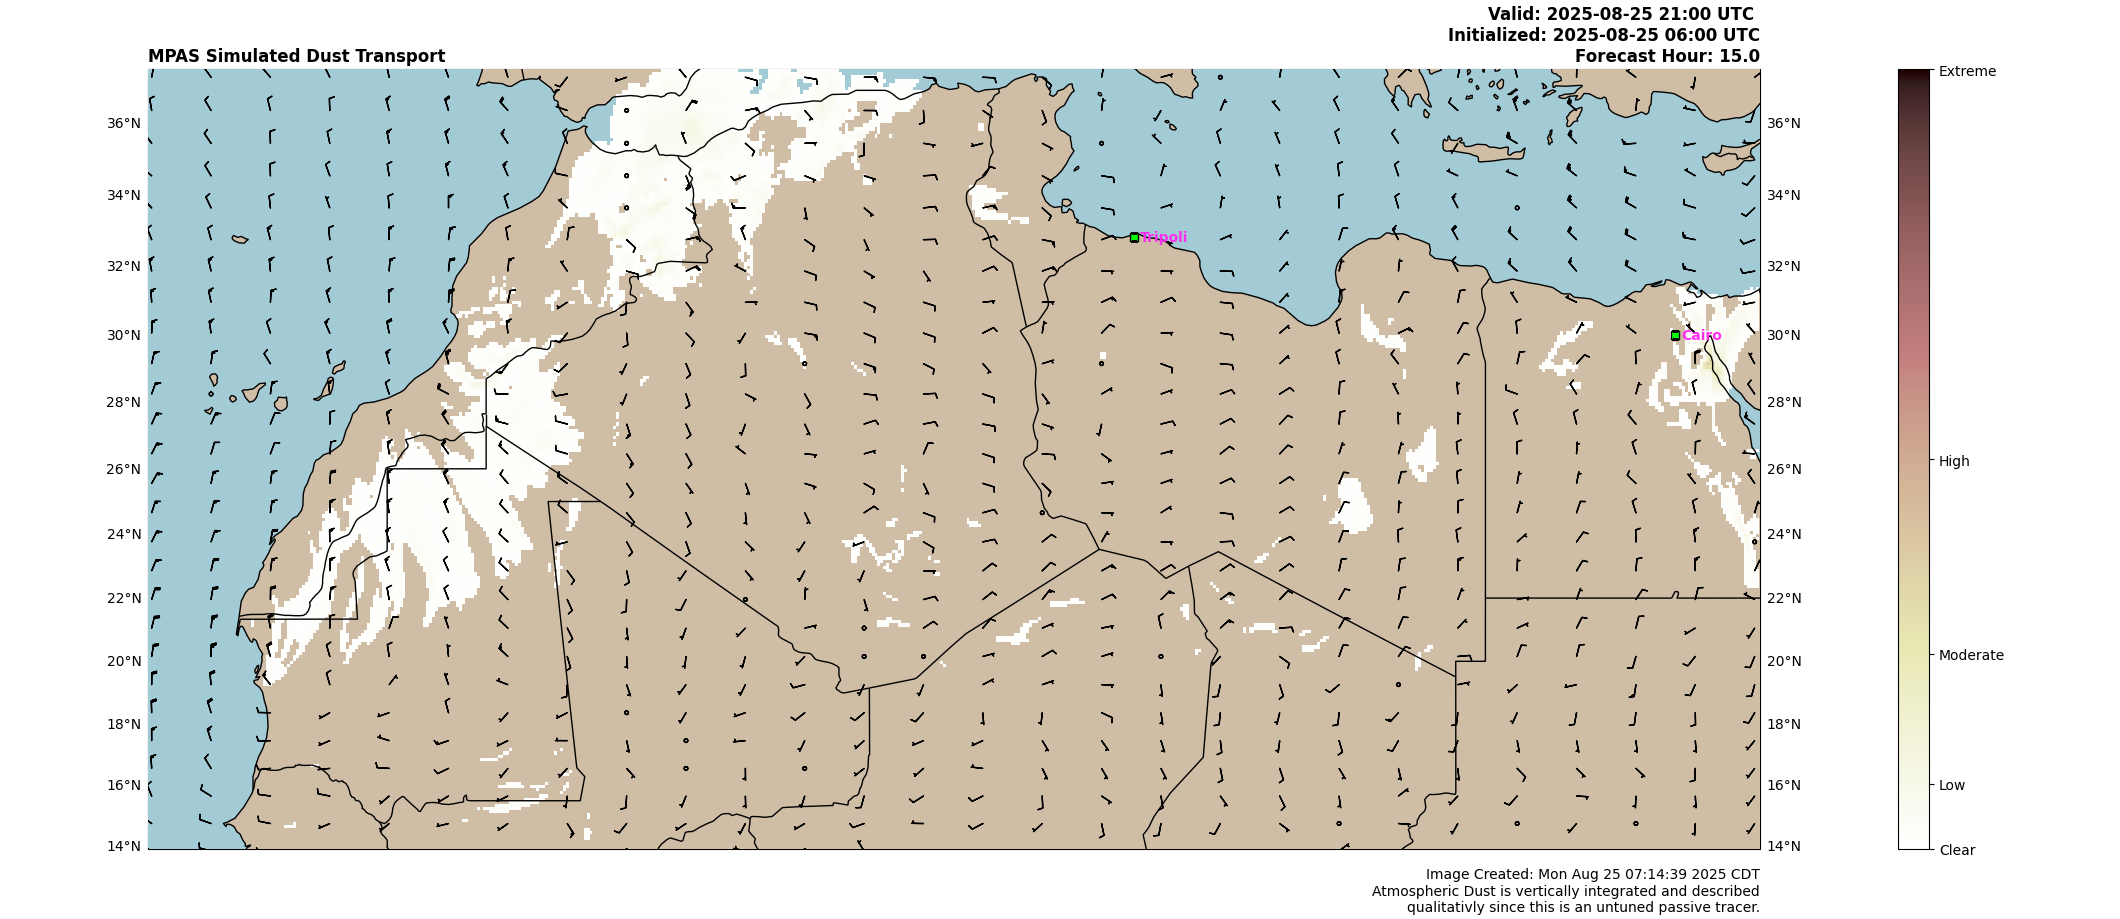 Valid: 2025-08-25 21:00 UTC
Initialized: 2025-08-25 06:00 UTC
MPAS Simulated Dust Transport
Forecast Hour: 15.0
Extreme
36°N
36°N
34°N
34°N
Tripoli
32°N
32°N
30°N
Cairo
30°N
28°N
28°N
26°N
26°N
High
24°N
24°N
22°N
22°N
20°N
20°N
Moderate
18°N
18°N
16°N
16°N
Low
14°N
14°N
Clear
Image Created: Mon Aug 25 07:14:39 2025 CDT
Atmospheric Dust is vertically integrated and described
qualitativly since this is an untuned passive tracer.